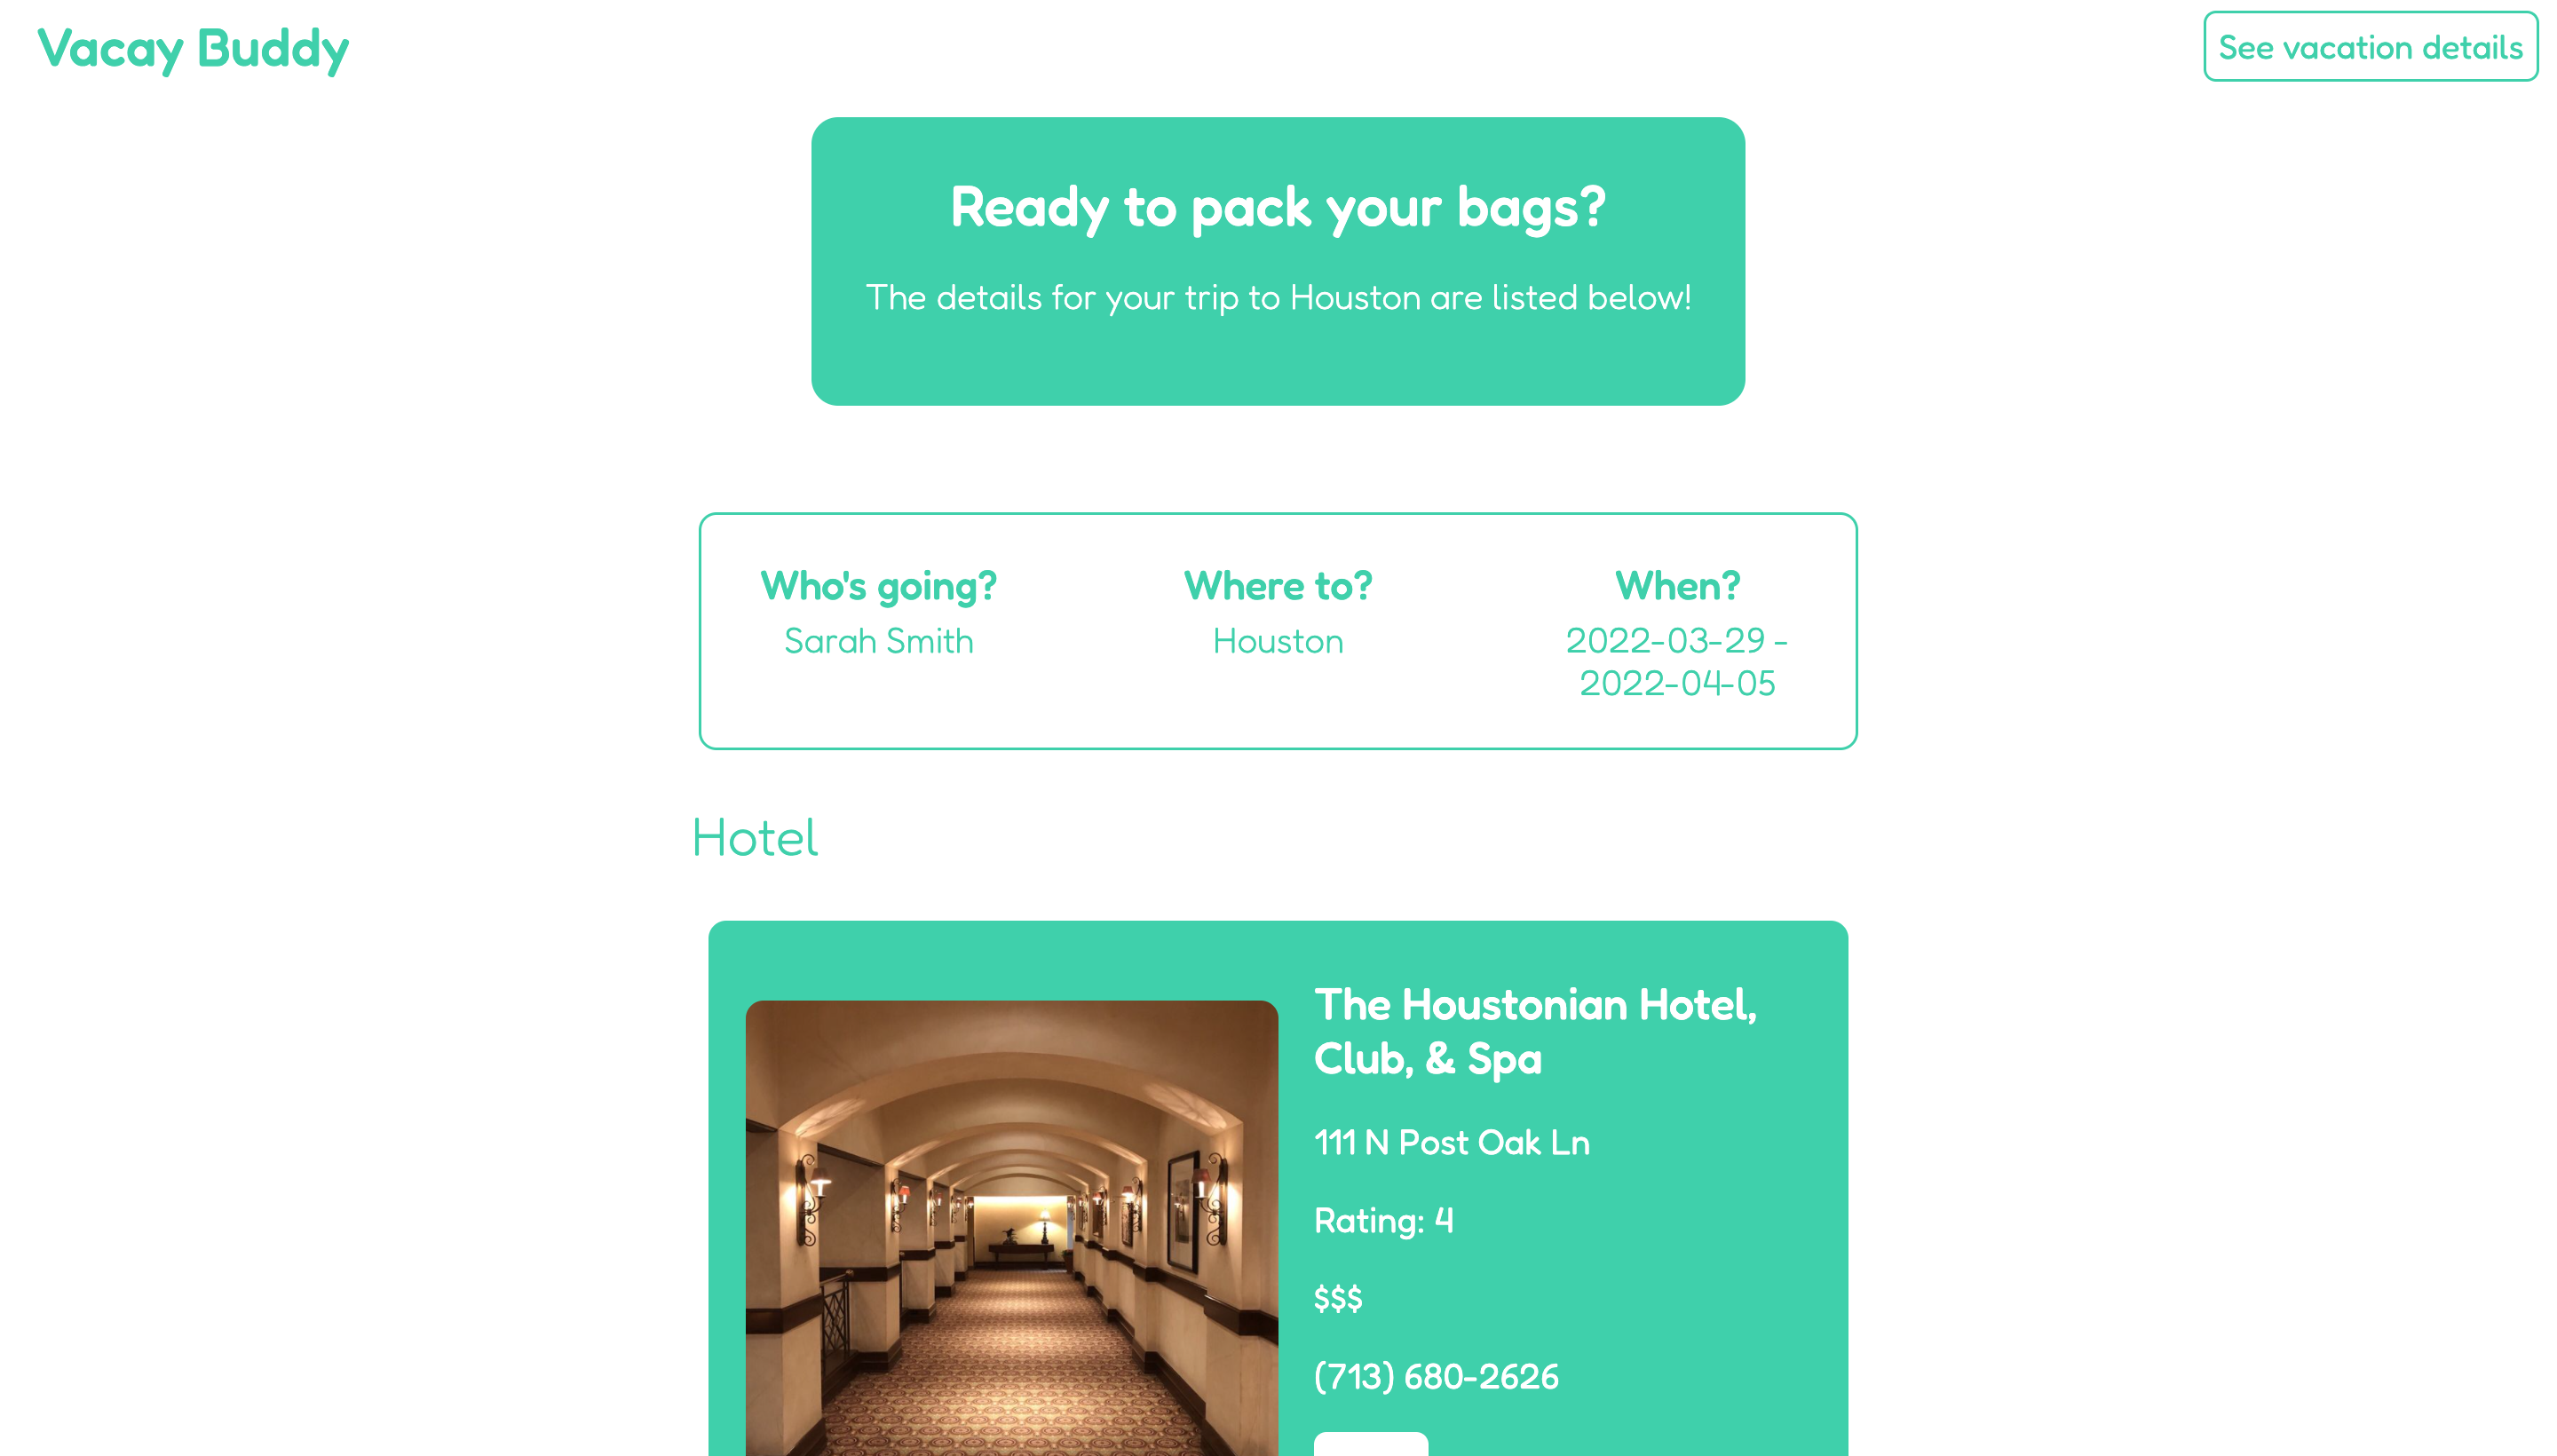 Vacay Buddy
See vacation details
Ready to pack your bags?
The details for your trip to Houston are listed below!
Who's going?
Sarah Smith
Where to?
Houston
When?
2022-03-29 -
2022-04-05
Hotel
The Houstonian Hotel,
Club, & Spa
111 N Post Oak Ln
Rating: 4
$$$
(713) 680-2626